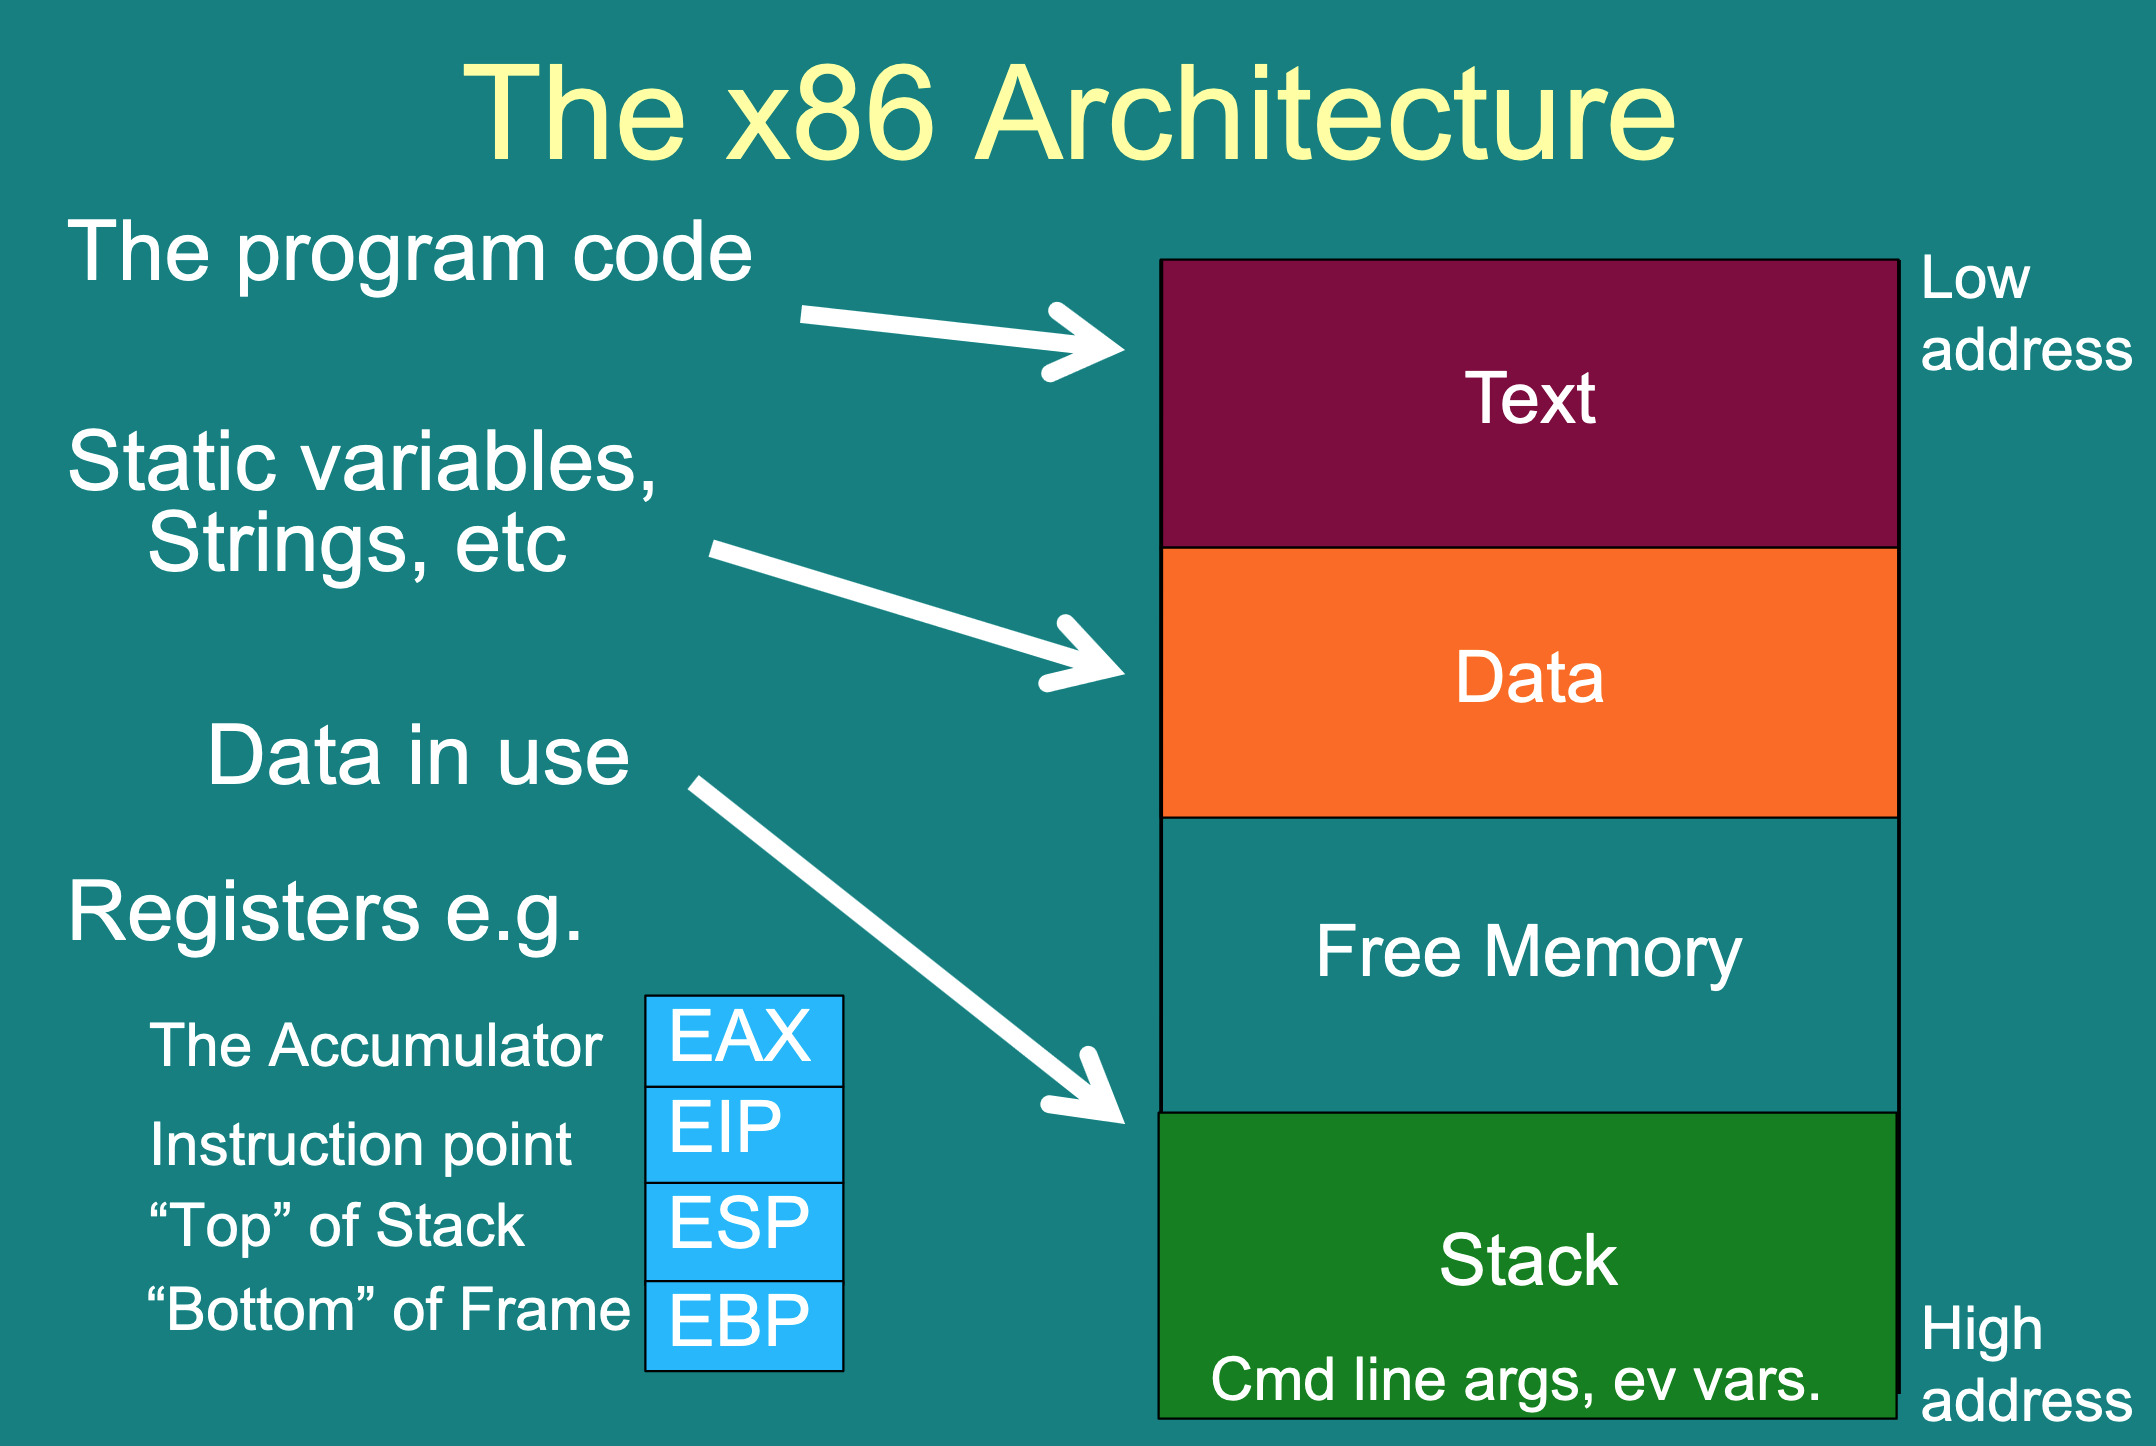 The x86 Architecture
The program code
Static variables,
Strings, etc
Data in use
Registers e.g.
The Accumulator
EAX
Instruction point
EIP
“Top” of Stack
ESP
“Bottom” of Frame
EBP
Low
address
Text
Data
Free Memory
Stack
Cmd line args, ev vars.
High
address